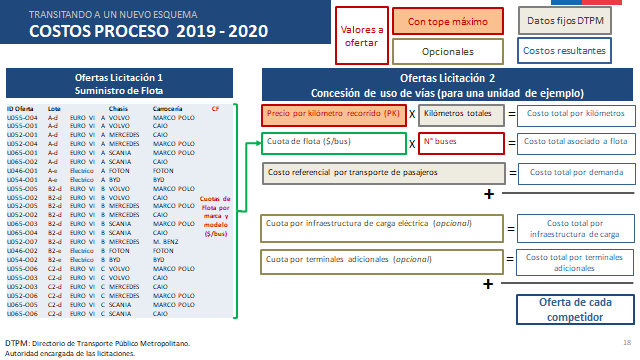 TRANSITANDO A UN NUEVO ESQUEMA
COSTOS PROCESO 2019 - 2020
Valores a ofertar
Con tope máximo
Opcionales
Datos fijos DTPM
Costos resultantes
Ofertas Licitación 1
Suministro de Flota
ID Oferta Lote Chasis Carrocería CF
U055-O04 A-d EURO VI A VOLVO MARCO POLO
U055-O01 A-d EURO VI A VOLVO CAIO
U052-O01 A-d EURO VI A MERCEDES CAIO
U052-O04 A-d EURO VI A MERCEDES MARCO POLO
U065-O01 A-d EURO VI A SCANIA MARCO POLO
U065-O02 A-d EURO VI A SCANIA CAIO
U046-O01 A-e Electrico A FOTON FOTON
U054-O01 A-e Electrico A BYD BYD
U055-O05 B2-d EURO VI B VOLVO MARCO POLO
U055-O02 B2-d EURO VI B VOLVO CAIO
U052-O05 B2-d EURO VI B MERCEDES MARCO POLO
U052-O02 B2-d EURO VI B MERCEDES CAIO
U065-O03 B2-d EURO VI B SCANIA MARCO POLO
U065-O04 B2-d EURO VI B SCANIA CAIO
U052-O07 B2-d EURO VI B MERCEDES M. BENZ
U046-O02 B2-e Electrico B FOTON FOTON
U054-O02 B2-e Electrico B BYD BYD
U055-O06 C2-d EURO VI C VOLVO MARCO POLO
U055-O03 C2-d EURO VI C VOLVO CAIO
U052-O03 C2-d EURO VI C MERCEDES CAIO
U052-O06 C2-d EURO VI C MERCEDES MARCO POLO
U065-O05 C2-d EURO VI C SCANIA MARCO POLO
U065-O06 C2-d EURO VI C SCANIA CAIO
Cuotas de
Flota por
marca y
modelo
($/bus)
Ofertas Licitación 2
Concesión de uso de vías (para una unidad de ejemplo)
Precio por kilómetro recorrido (PK) X Kilómetros totales = Costo total por kilómetros
Cuota de flota ($/bus) X N° buses = Costo total asociado a flota
Costo referencial por transporte de pasajeros = Costo total por demanda
+
Cuota por infraestructura de carga eléctrica (opcional) = Costo total por infraestructura de carga
Cuota por terminales adicionales (opcional) = Costo total por terminales adicionales
+
Oferta de cada
competidor
DTPM: Directorio de Transporte Público Metropolitano.
Autoridad encargada de las licitaciones.
18